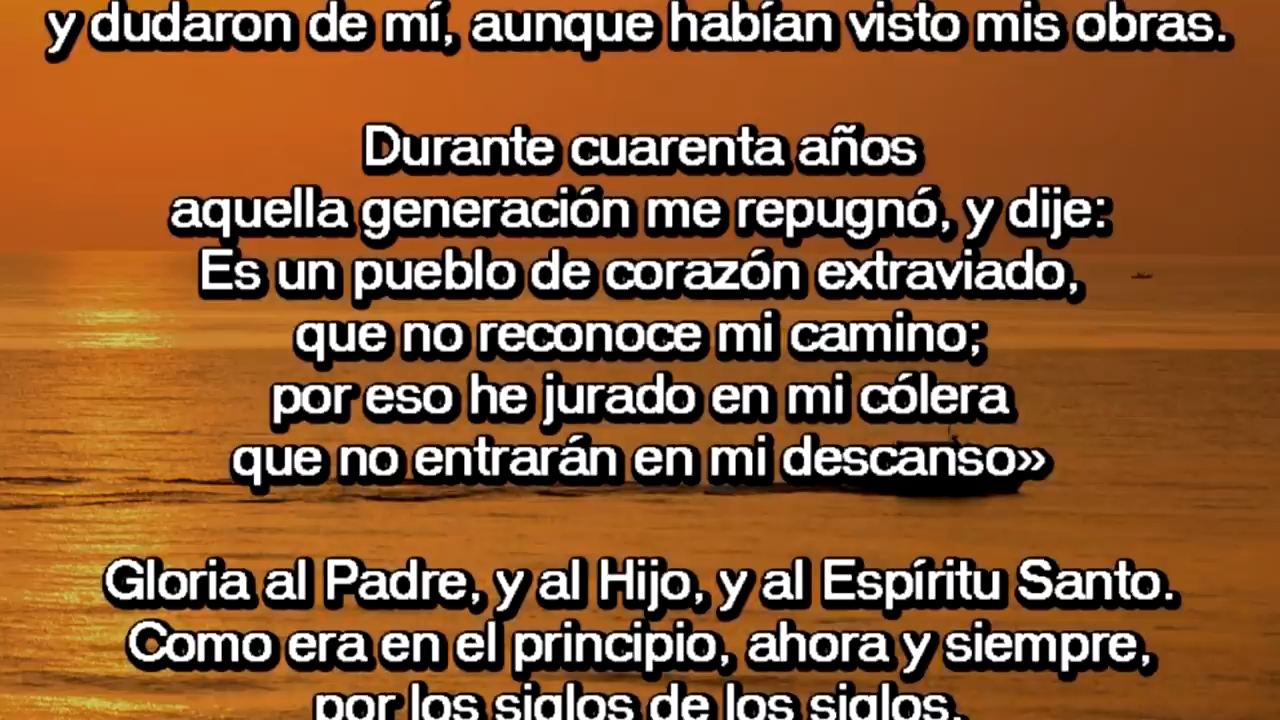 y dudaron de mí, aunque habían visto mis obras.
Durante cuarenta años
aquella generación me repugnó, y dije:
Es un pueblo de corazón extraviado,
que no reconoce mi camino;
por eso he jurado en mi cólera
que no entrarán en mi descanso»
Gloria al Padre, y al Hijo, y al Espíritu Santo.
Como era en el principio, ahora y siempre,
por los siglos de los siglos.